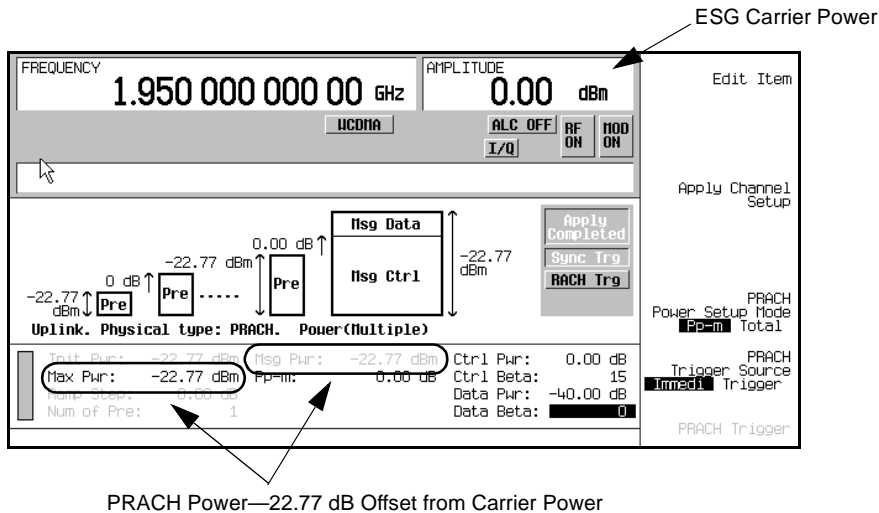 ESG Carrier Power
FREQUENCY
1.950 000 000 00 GHz
AMPLITUDE
0.00 dBm
WCDMA
ALC OFF
I/Q
RF ON
MOD ON
Edit Item
Apply Channel
Setup
PRACH
Power Setup Mode
Pp-m Total
PRACH
Trigger Source
Immedi Trigger
PRACH Trigger
-22.77
dBm
Pre
0 dB
Pre
-22.77 dBm
.....
Pre
0.00 dB
Msg Data
Msg Ctrl
-22.77
dBm
Apply
Completed
Sync Trg
RACH Trg
Uplink. Physical type: PRACH. Power(Multiple)
Init Pwr: -22.77 dBm
Max Pwr: -22.77 dBm
Ramp Step: 0.00 dB
Num of Pre: 1
Msg Pwr: -22.77 dBm
Pp-m: 0.00 dB
Ctrl Pwr: 0.00 dB
Ctrl Beta: 15
Data Pwr: -40.00 dB
Data Beta: 0
PRACH Power—22.77 dB Offset from Carrier Power